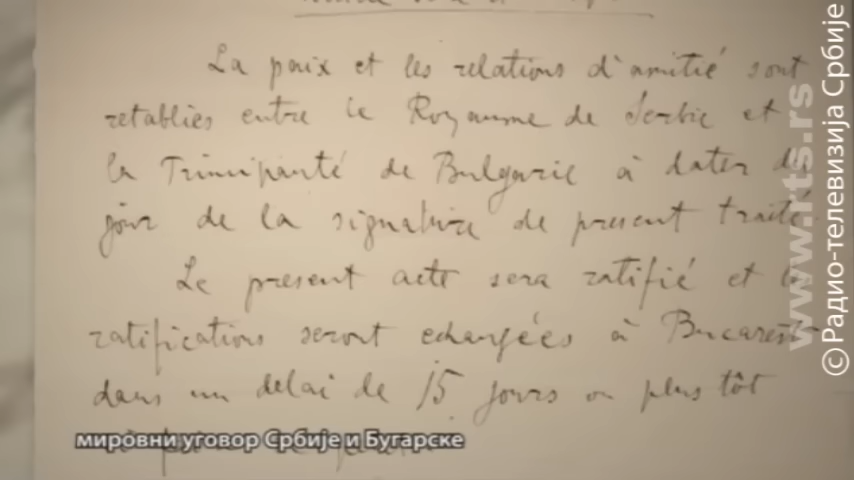 La paix et les relations d'amitié sont
retablies entre le Royaume de Serbie et
la Principauté de Bulgarie à dater du
jour de la signature de present traité.
Le present acte sera ratifié et les
ratifications seront echangées à Bucarest
dans un delai de 15 jours ou plus tôt
мировни уговор Србије и Бугарске
www.rts.rs
© Радио-телевизија Србије